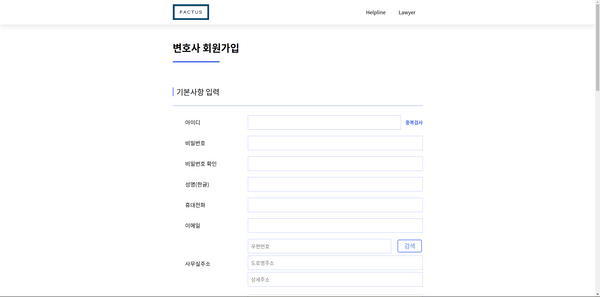 FACTUS
Helpline Lawyer
변호사 회원가입
기본사항 입력
아이디 중복검사
비밀번호
비밀번호 확인
성명(한글)
휴대전화
이메일
우편번호 검색
사무실주소
도로명주소
상세주소